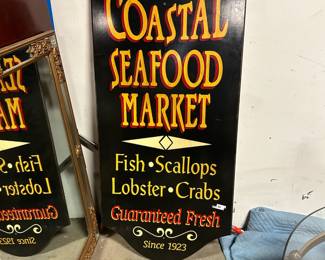 COASTAL
SEAFOOD
MARKET
Fish • Scallops
Lobster • Crabs
Guaranteed Fresh
Since 1923